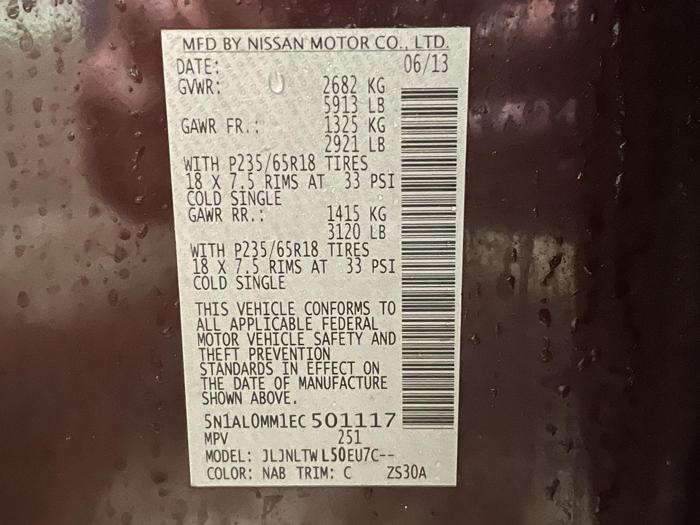 MFD BY NISSAN MOTOR CO., LTD.
DATE: 06/13
GVWR: 2682 KG
5913 LB
GAWR FR.: 1325 KG
2921 LB
WITH P235/65R18 TIRES
18 X 7.5 RIMS AT 33 PSI
COLD SINGLE
GAWR RR.: 1415 KG
3120 LB
WITH P235/65R18 TIRES
18 X 7.5 RIMS AT 33 PSI
COLD SINGLE
THIS VEHICLE CONFORMS TO
ALL APPLICABLE FEDERAL
MOTOR VEHICLE SAFETY AND
THEFT PREVENTION
STANDARDS IN EFFECT ON
THE DATE OF MANUFACTURE
SHOWN ABOVE.
5N1AL0MM1EC501117
MPV 251
MODEL: JLJNLTWL50EU7C--
COLOR: NAB TRIM: C ZS30A